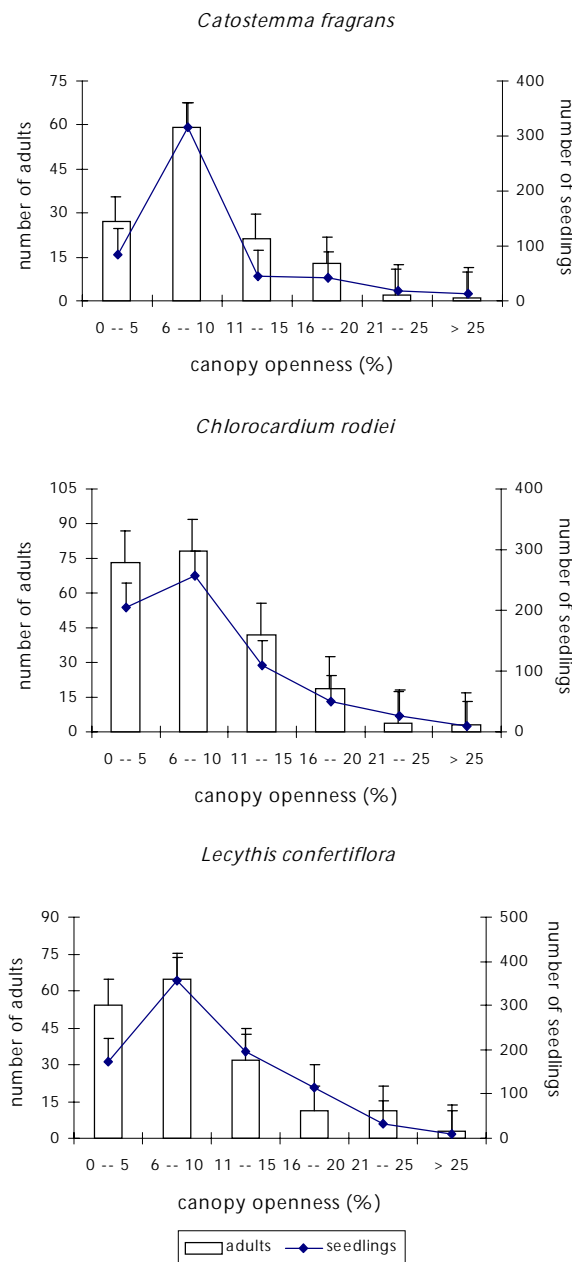 Catostemma fragrans
75 400
60 300
45 200
30 100
15 0
0
number of adults
number of seedlings
0 -- 5 6 -- 10 11 -- 15 16 -- 20 21 -- 25 > 25
canopy openness (%)
Chlorocardium rodiei
105 400
90 300
75 200
60 100
45 0
30
15
0
number of adults
number of seedlings
0 -- 5 6 -- 10 11 -- 15 16 -- 20 21 -- 25 > 25
canopy openness (%)
Lecythis confertiflora
90 500
75 400
60 300
45 200
30 100
15 0
0
number of adults
number of seedlings
0 -- 5 6 -- 10 11 -- 15 16 -- 20 21 -- 25 > 25
canopy openness (%)
adults seedlings